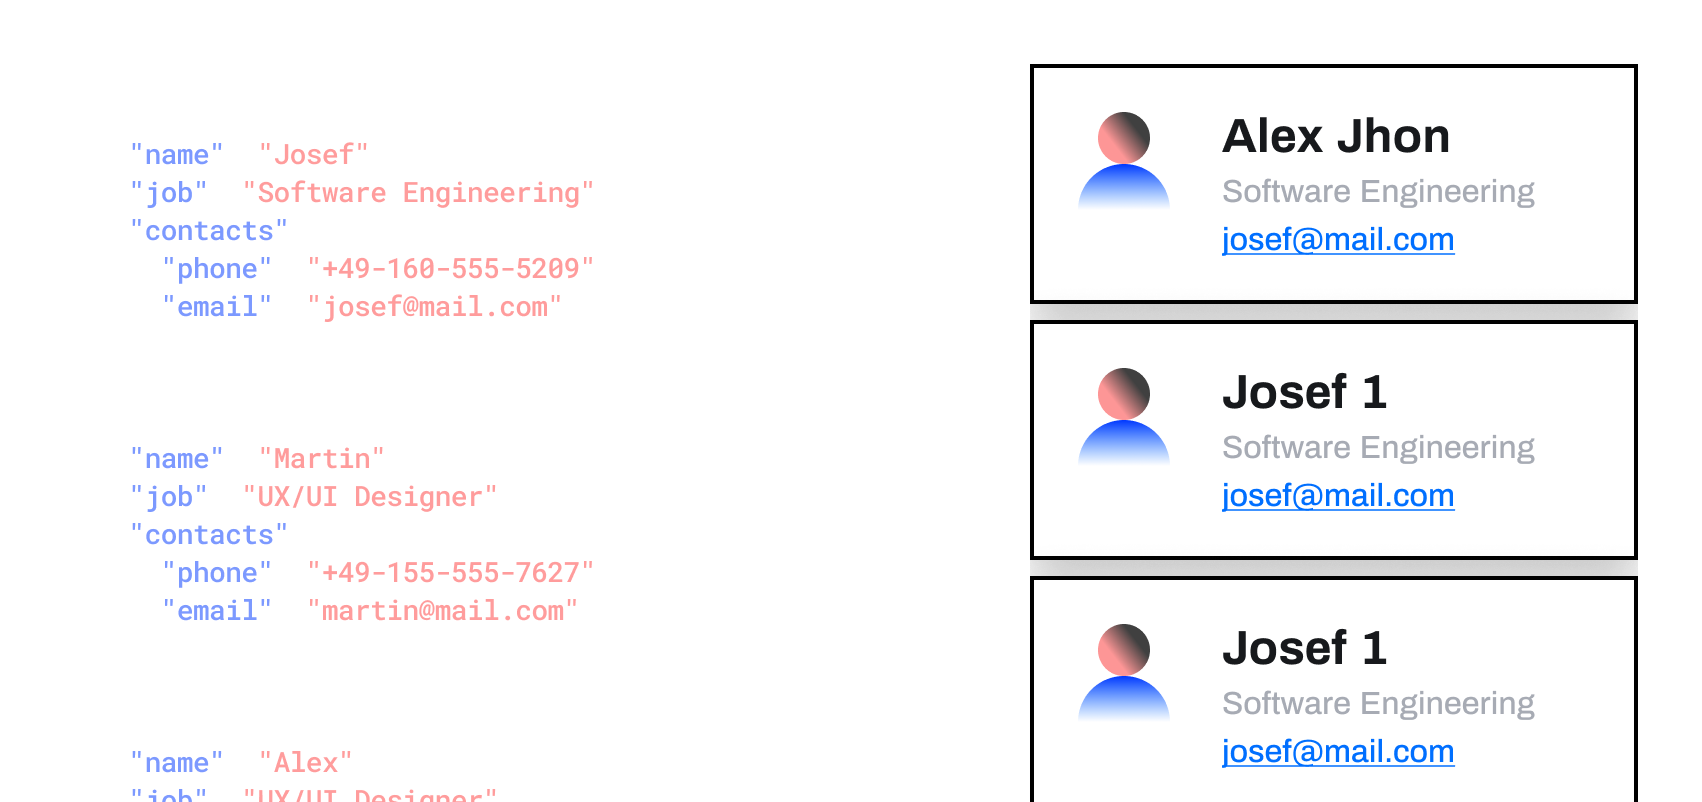 "name"  "Josef"
"job"  "Software Engineering"
"contacts"
"phone"  "+49-160-555-5209"
"email"  "josef@mail.com"
"name"  "Martin"
"job"  "UX/UI Designer"
"contacts"
"phone"  "+49-155-555-7627"
"email"  "martin@mail.com"
"name"  "Alex"
"job"  "UX/UI Designer"
Alex Jhon
Software Engineering
josef@mail.com
Josef 1
Software Engineering
josef@mail.com
Josef 1
Software Engineering
josef@mail.com